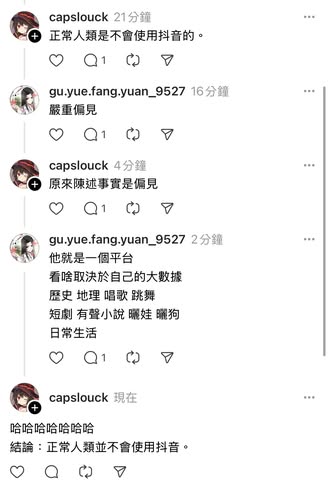 capslouck 21分鐘
正常人類是不會使用抖音的。
1
gu.yue.fang.yuan_9527 16分鐘
嚴重偏見
1
capslouck 4分鐘
原來陳述事實是偏見
1
gu.yue.fang.yuan_9527 2分鐘
他就是一個平台
看啥取決於自己的大數據
歷史 地理 唱歌 跳舞
短劇 有聲小說 曬娃 曬狗
日常生活
1
capslouck 現在
哈哈哈哈哈哈哈
結論：正常人類並不會使用抖音。